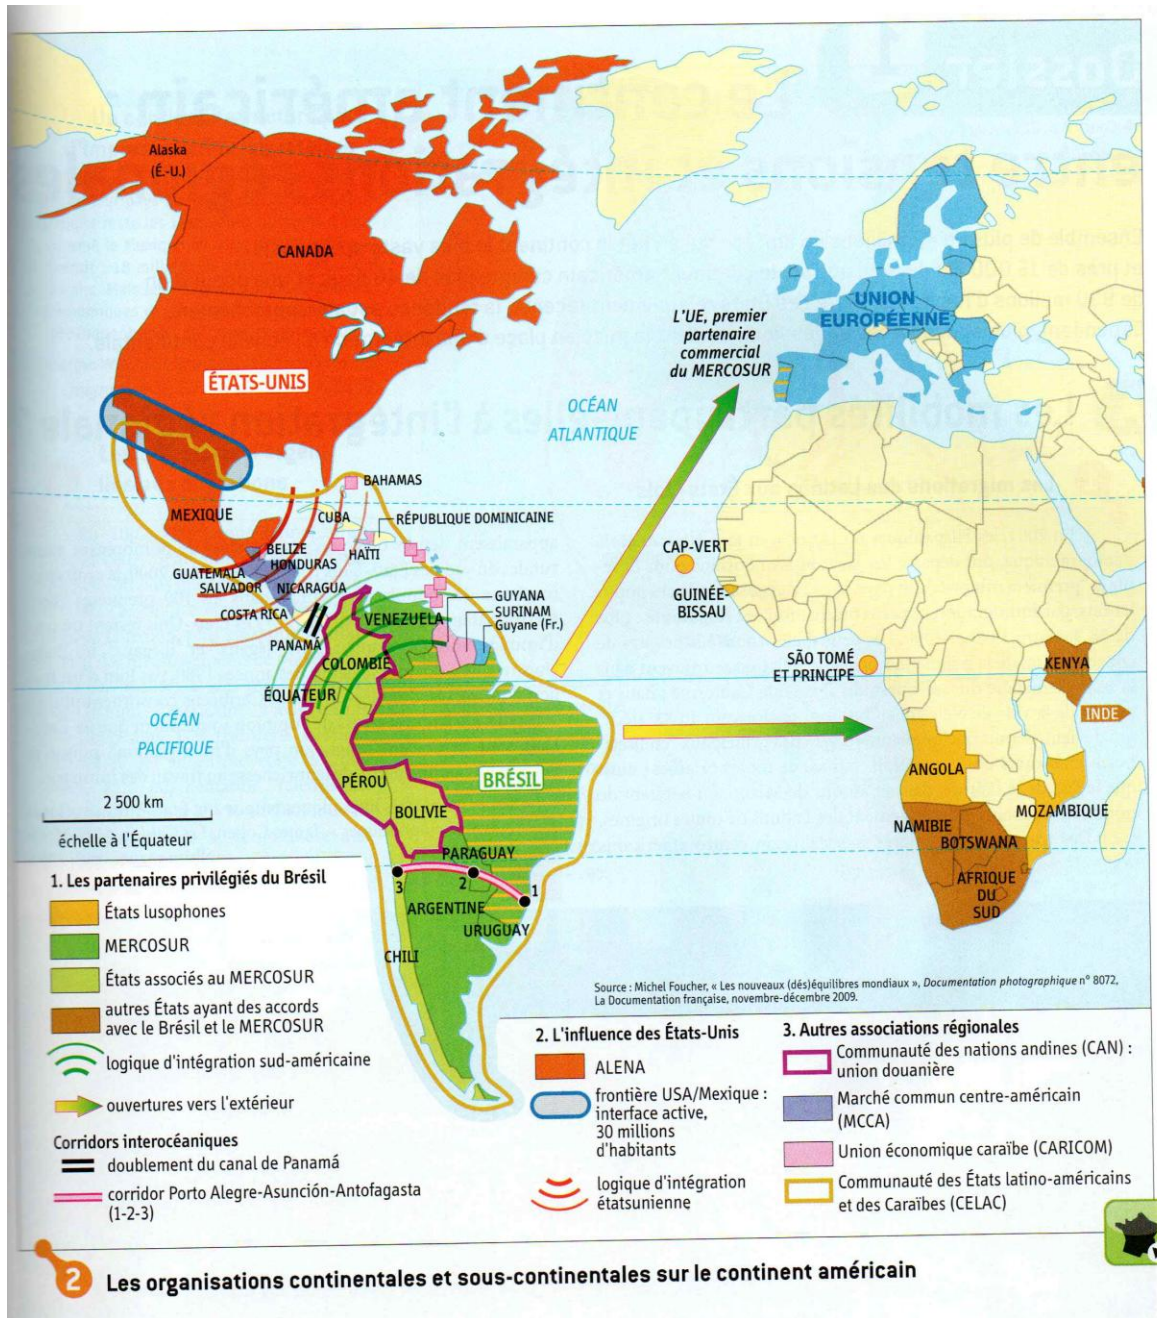 Alaska
(É.-U.)
CANADA
ÉTATS-UNIS
L'UE, premier
partenaire
commercial
du MERCOSUR
UNION
EUROPÉENNE
OCÉAN
ATLANTIQUE
MEXIQUE
BAHAMAS
CUBA
RÉPUBLIQUE DOMINICAINE
HAÏTI
BELIZE
HONDURAS
GUATEMALA
SALVADOR
NICARAGUA
COSTA RICA
PANAMÁ
GUYANA
SURINAM
Guyane (Fr.)
VENEZUELA
COLOMBIE
ÉQUATEUR
CAP-VERT
GUINÉE-
BISSAU
SÃO TOMÉ
ET PRINCIPE
KENYA
INDE
OCÉAN
PACIFIQUE
PÉROU
BRÉSIL
BOLIVIE
ANGOLA
MOZAMBIQUE
NAMIBIE
BOTSWANA
AFRIQUE
DU
SUD
2 500 km
échelle à l'Équateur
PARAGUAY
3
2
1
ARGENTINE
URUGUAY
CHILI
Source : Michel Foucher, « Les nouveaux (dés)équilibres mondiaux », Documentation photographique n° 8072,
La Documentation française, novembre-décembre 2009.
1. Les partenaires privilégiés du Brésil
États lusophones
MERCOSUR
États associés au MERCOSUR
autres États ayant des accords
avec le Brésil et le MERCOSUR
logique d'intégration sud-américaine
ouvertures vers l'extérieur
Corridors interocéaniques
doublement du canal de Panamá
corridor Porto Alegre-Asunción-Antofagasta
(1-2-3)
2. L'influence des États-Unis
ALENA
frontière USA/Mexique :
interface active,
30 millions
d'habitants
logique d'intégration
étatsunienne
3. Autres associations régionales
Communauté des nations andines (CAN) :
union douanière
Marché commun centre-américain
(MCCA)
Union économique caraïbe (CARICOM)
Communauté des États latino-américains
et des Caraïbes (CELAC)
2 Les organisations continentales et sous-continentales sur le continent américain